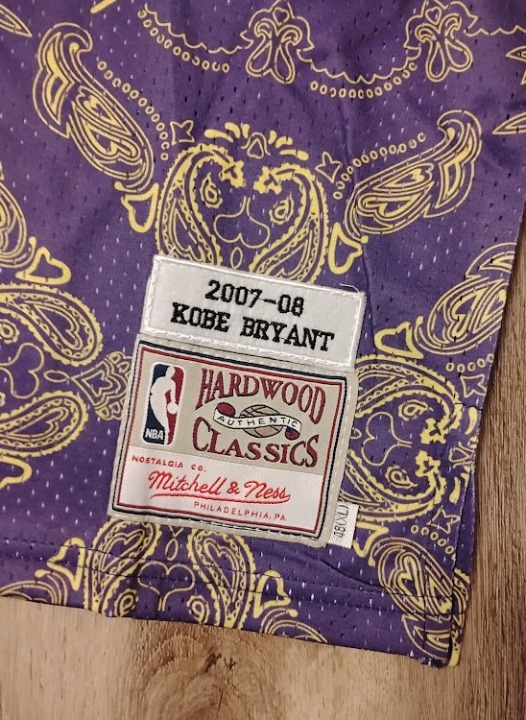 2007-08
KOBE BRYANT
HARDWOOD
AUTHENTIC
CLASSICS
NBA
NOSTALGIA CO.
Mitchell & Ness
PHILADELPHIA, PA.
48(XL)